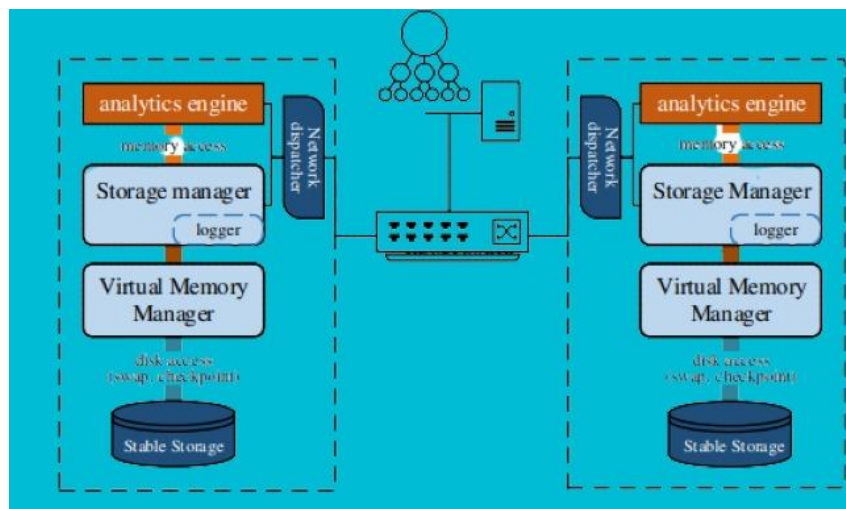 analytics engine
memory access
Storage manager
logger
Virtual Memory
Manager
disk access
(swap, checkpoint)
Stable Storage
Network
dispatcher
Network
dispatcher
analytics engine
memory access
Storage Manager
logger
Virtual Memory
Manager
disk access
(swap, checkpoint)
Stable Storage